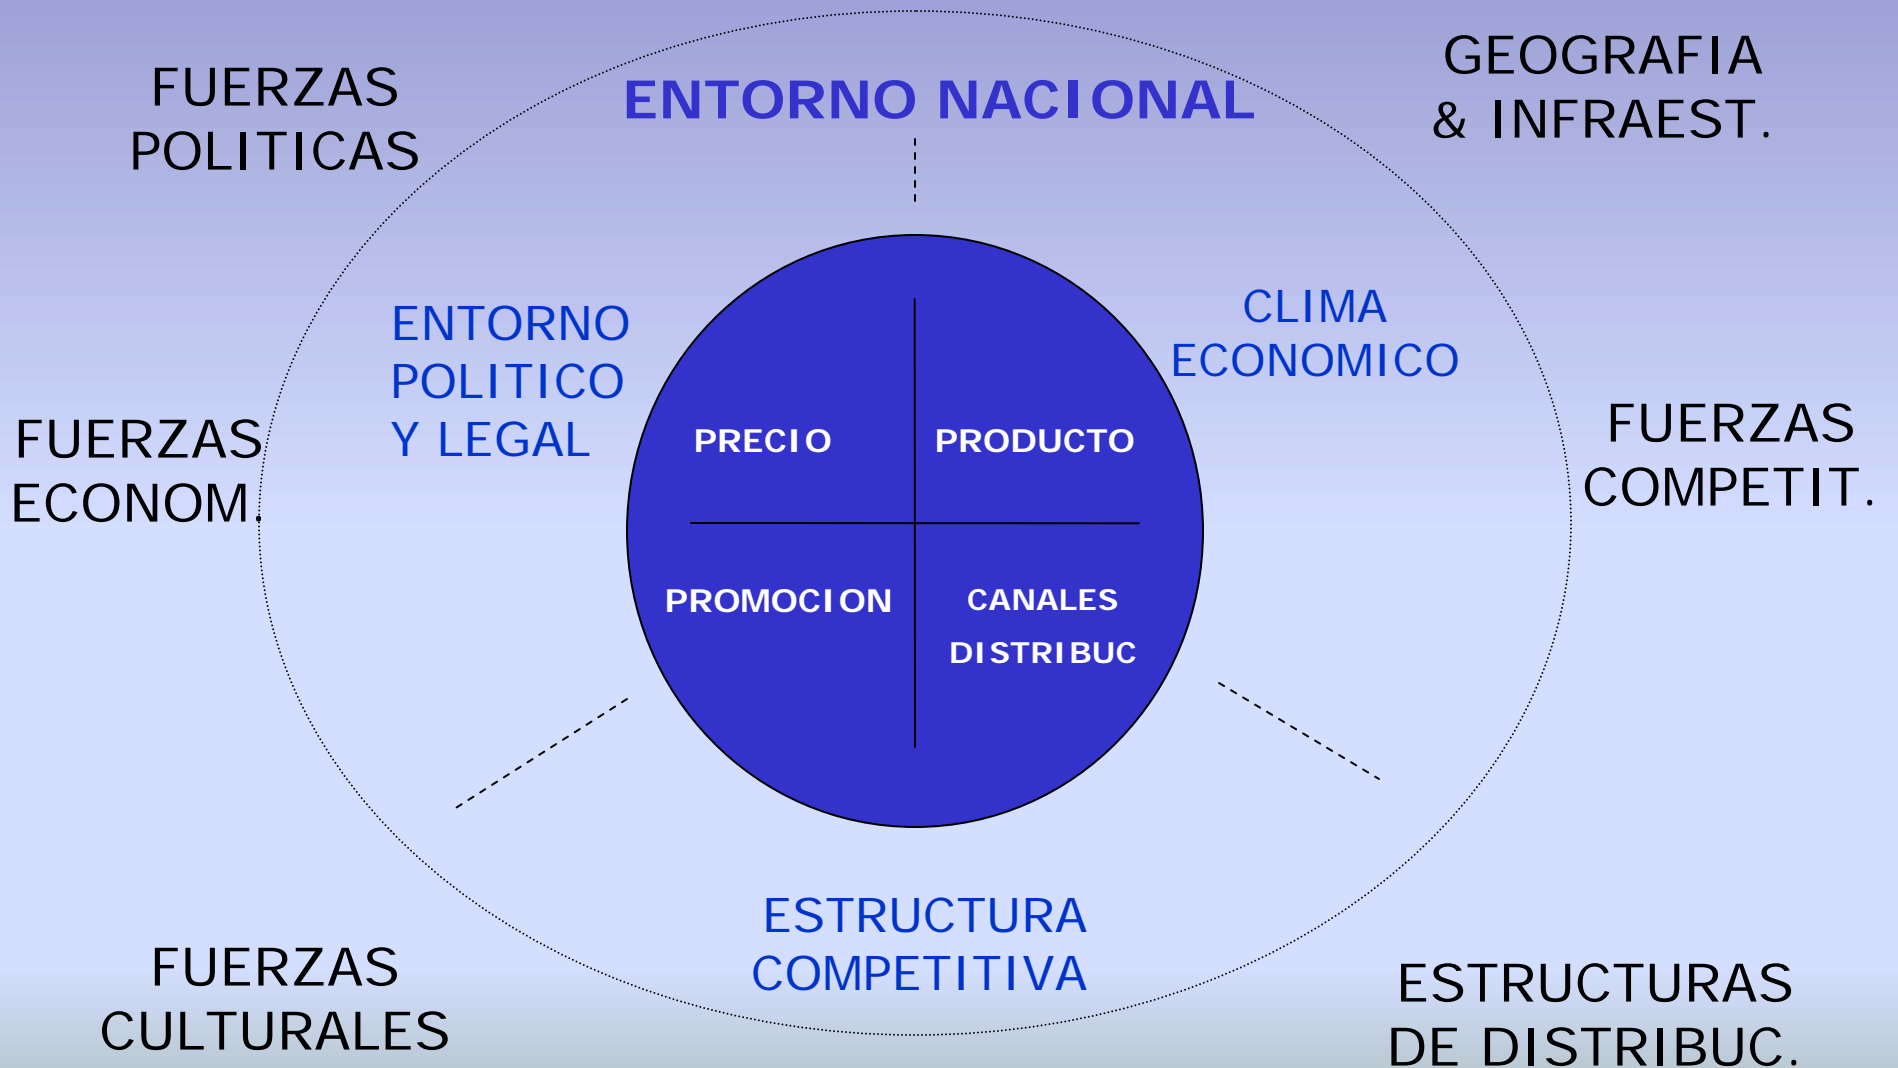 FUERZAS
POLITICAS
ENTORNO NACIONAL
GEOGRAFIA
& INFRAEST.
ENTORNO
POLITICO
Y LEGAL
CLIMA
ECONOMICO
FUERZAS
ECONOM.
FUERZAS
COMPETIT.
PRECIO
PRODUCTO
PROMOCION
CANALES
DISTRIBUC
ESTRUCTURA
COMPETITIVA
FUERZAS
CULTURALES
ESTRUCTURAS
DE DISTRIBUC.